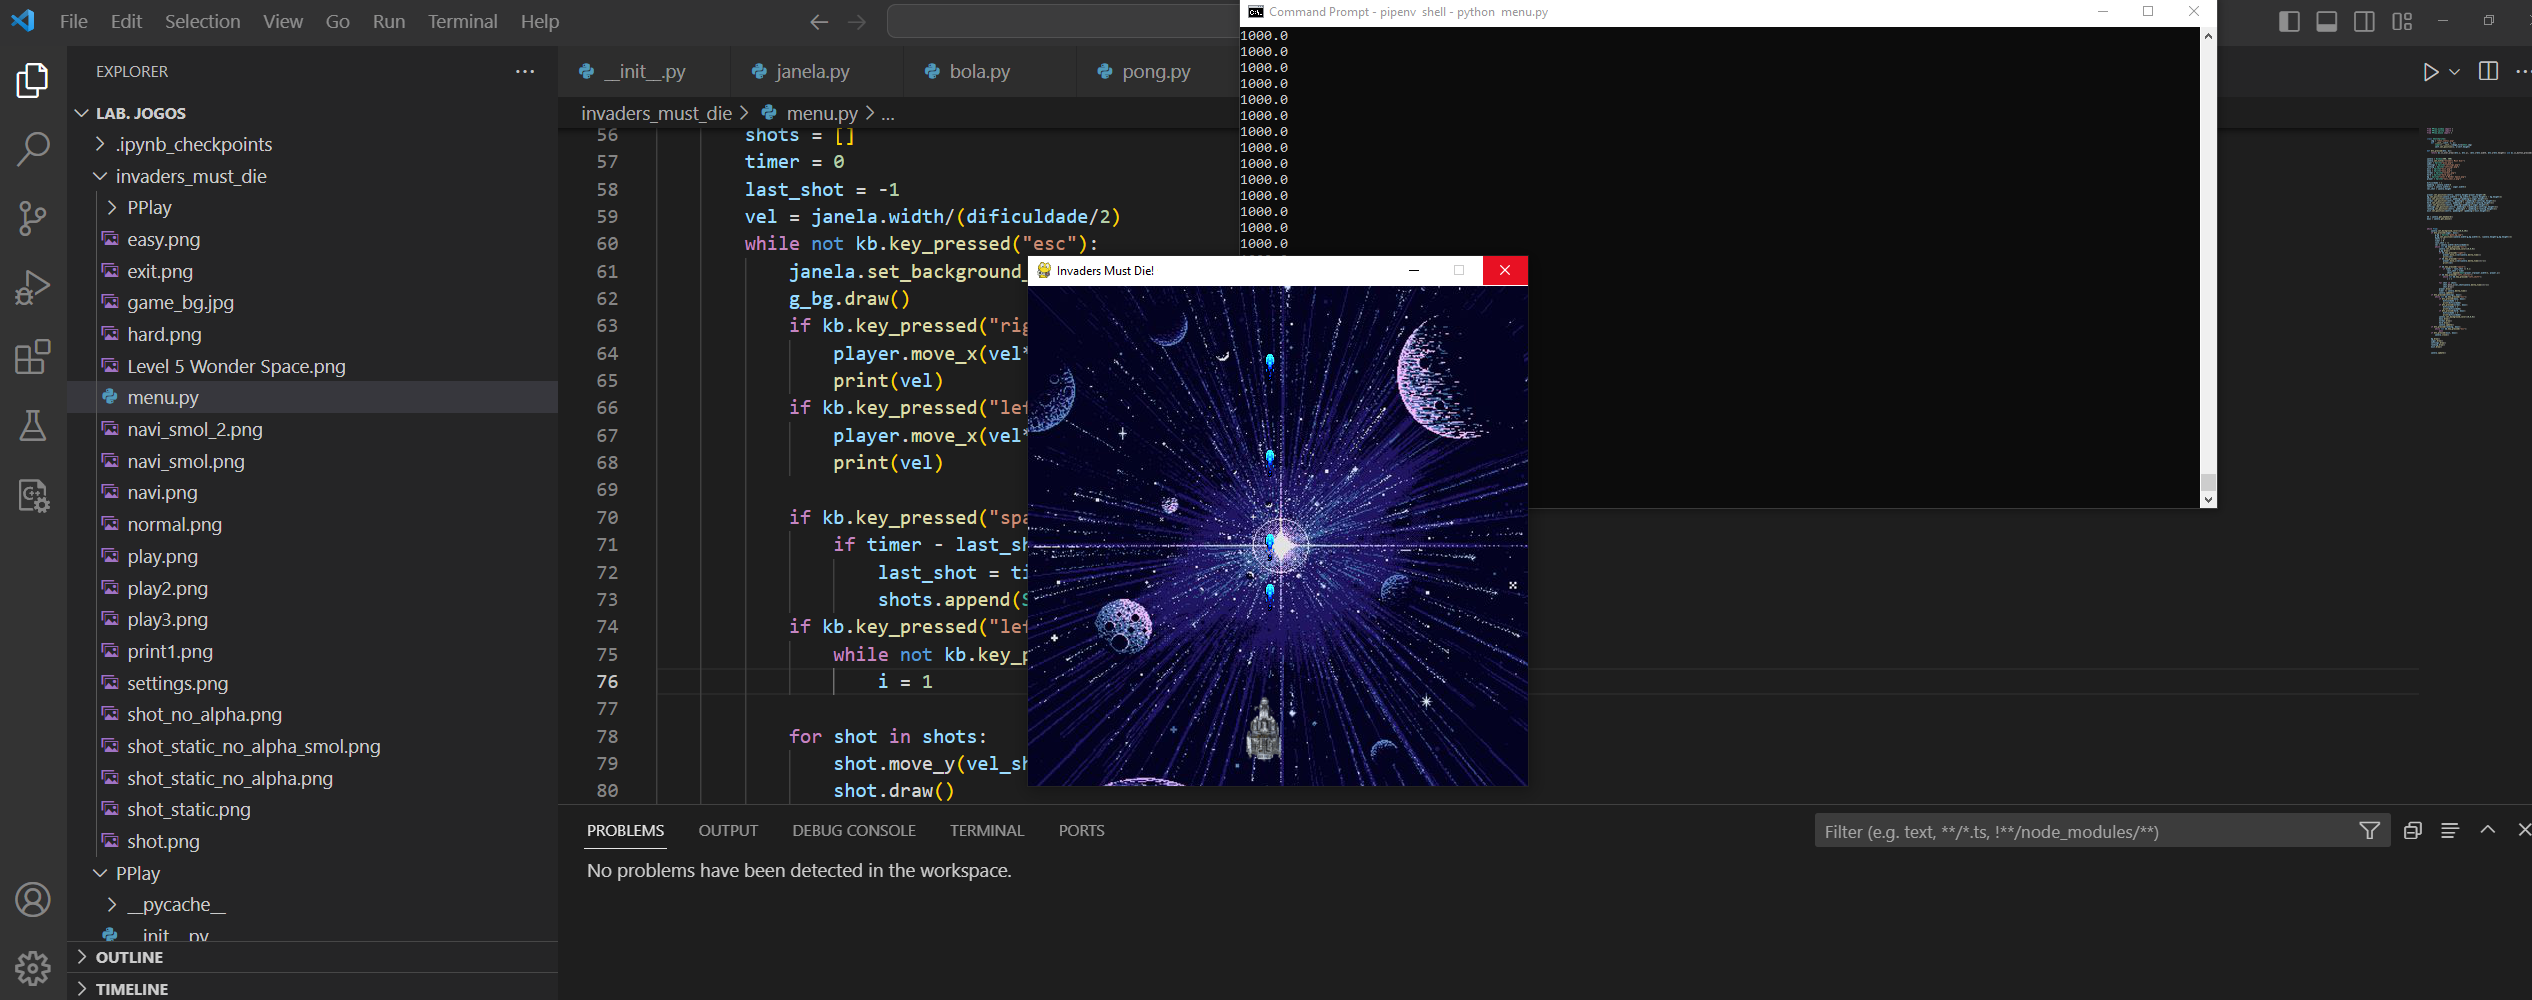 File Edit Selection View Go Run Terminal Help
Command Prompt - pipenv shell - python menu.py
1000.0
1000.0
1000.0
1000.0
1000.0
1000.0
1000.0
1000.0
1000.0
1000.0
1000.0
1000.0
1000.0
1000.0
EXPLORER
LAB. JOGOS
.ipynb_checkpoints
invaders_must_die
PPlay
easy.png
exit.png
game_bg.jpg
hard.png
Level 5 Wonder Space.png
menu.py
navi_smol_2.png
navi_smol.png
navi.png
normal.png
play.png
play2.png
play3.png
print1.png
settings.png
shot_no_alpha.png
shot_static_no_alpha_smol.png
shot_static_no_alpha.png
shot_static.png
shot.png
PPlay
__pycache__
__init__.py
OUTLINE
TIMELINE
__init__.py janela.py bola.py pong.py
invaders_must_die > menu.py > ...
56 shots = []
57 timer = 0
58 last_shot = -1
59 vel = janela.width/(dificuldade/2)
60 while not kb.key_pressed("esc"):
61 janela.set_background_
62 g_bg.draw()
63 if kb.key_pressed("rig
64 player.move_x(vel*
65 print(vel)
66 if kb.key_pressed("lef
67 player.move_x(vel*
68 print(vel)
69
70 if kb.key_pressed("spa
71 if timer - last_sh
72 last_shot = ti
73 shots.append(S
74 if kb.key_pressed("lef
75 while not kb.key_p
76 i = 1
77
78 for shot in shots:
79 shot.move_y(vel_sh
80 shot.draw()
Invaders Must Die!
PROBLEMS OUTPUT DEBUG CONSOLE TERMINAL PORTS
Filter (e.g. text, **/*.ts, !**/node_modules/**)
No problems have been detected in the workspace.